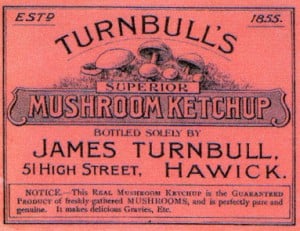 ESTD 1855.
TURNBULL'S
SUPERIOR
MUSHROOM KETCHUP
BOTTLED SOLELY BY
JAMES TURNBULL,
51 HIGH STREET, HAWICK.
NOTICE.—This Real Mushroom Ketchup is the Guaranteed
Product of freshly-gathered MUSHROOMS, and is perfectly pure and
genuine. It makes delicious Gravies, Etc.